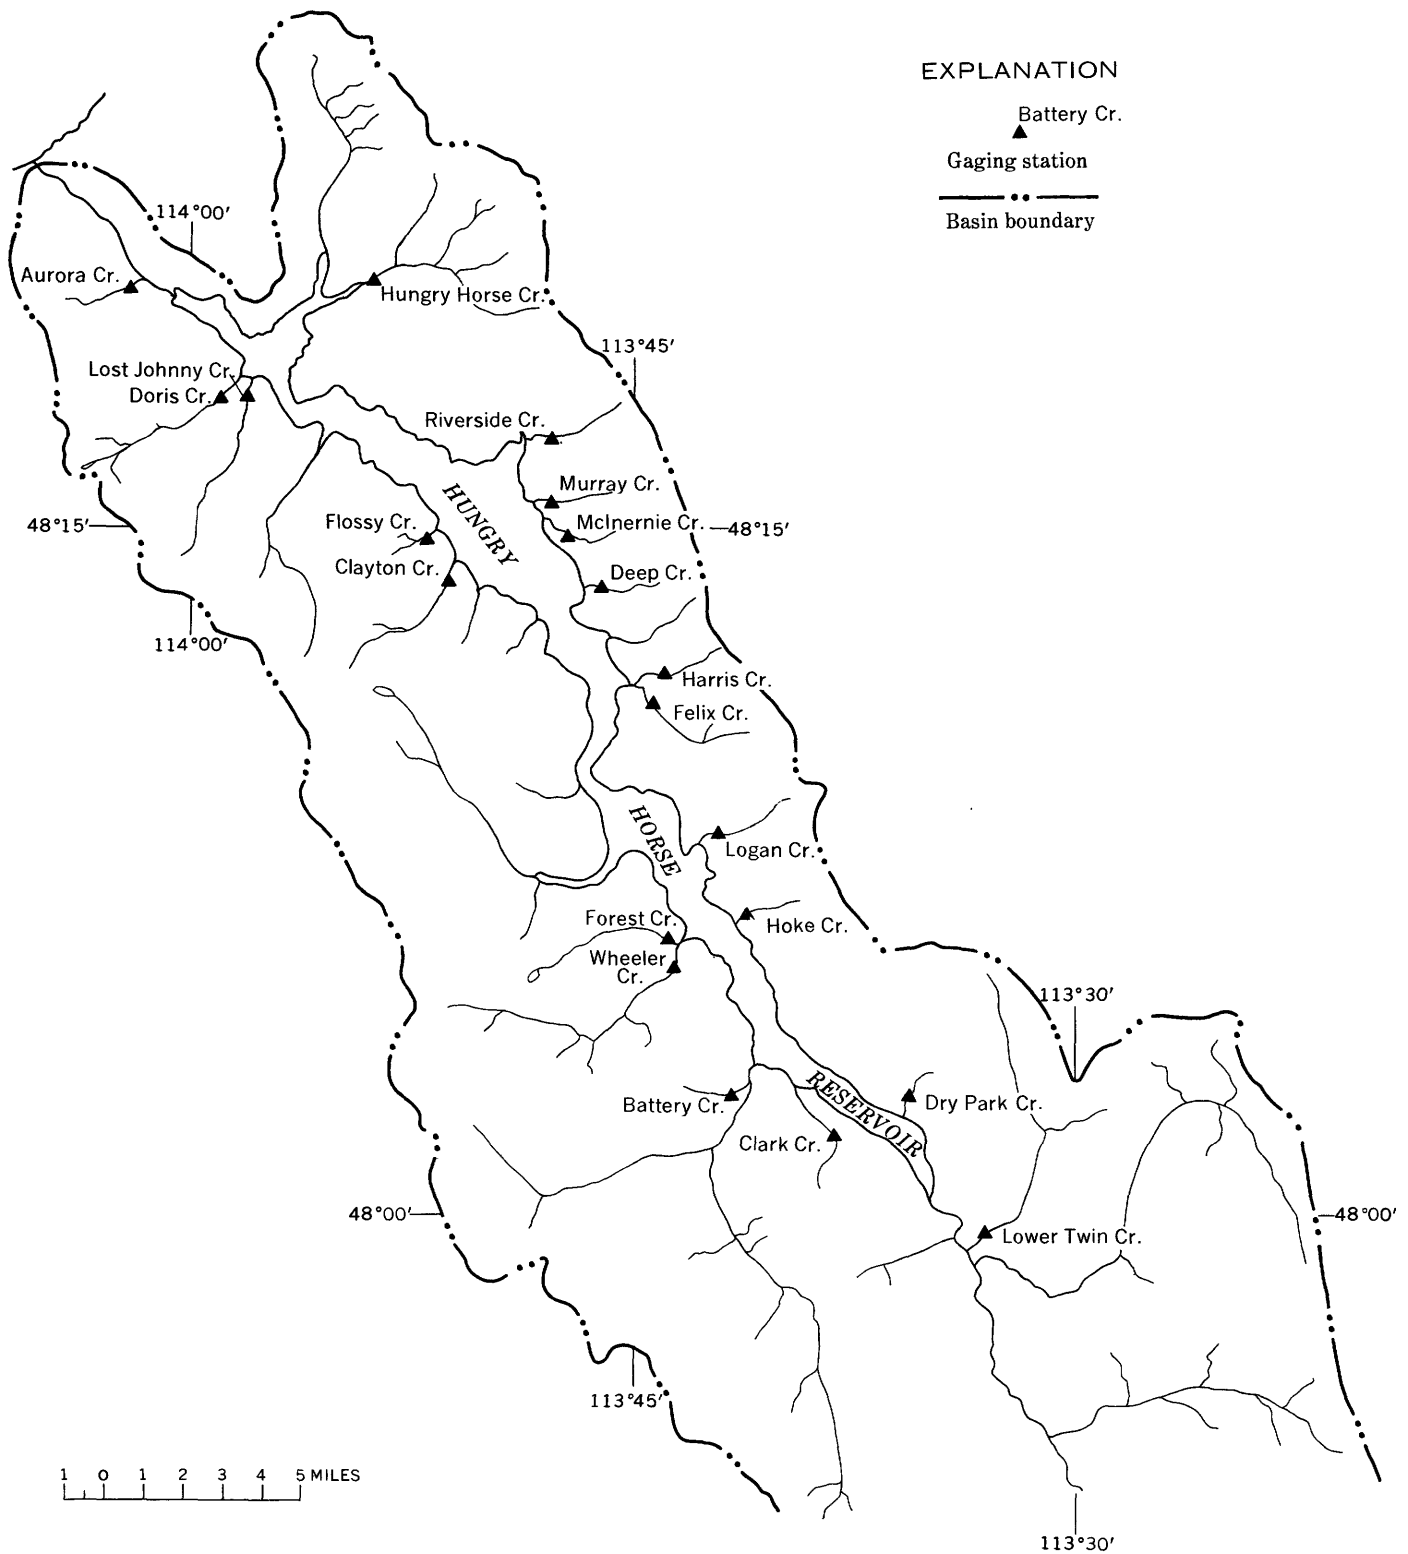 EXPLANATION
Battery Cr.
Gaging station
Basin boundary
114°00′
Aurora Cr.
Hungry Horse Cr.
113°45′
Lost Johnny Cr.
Doris Cr.
Riverside Cr.
Murray Cr.
48°15′
Flossy Cr.
McInernie Cr.
48°15′
Clayton Cr.
Deep Cr.
HUNGRY
114°00′
Harris Cr.
Felix Cr.
HORSE
Logan Cr.
Forest Cr.
Hoke Cr.
Wheeler
Cr.
113°30′
Battery Cr.
Dry Park Cr.
RESERVOIR
Clark Cr.
48°00′
48°00′
Lower Twin Cr.
113°45′
1 0 1 2 3 4 5 MILES
113°30′